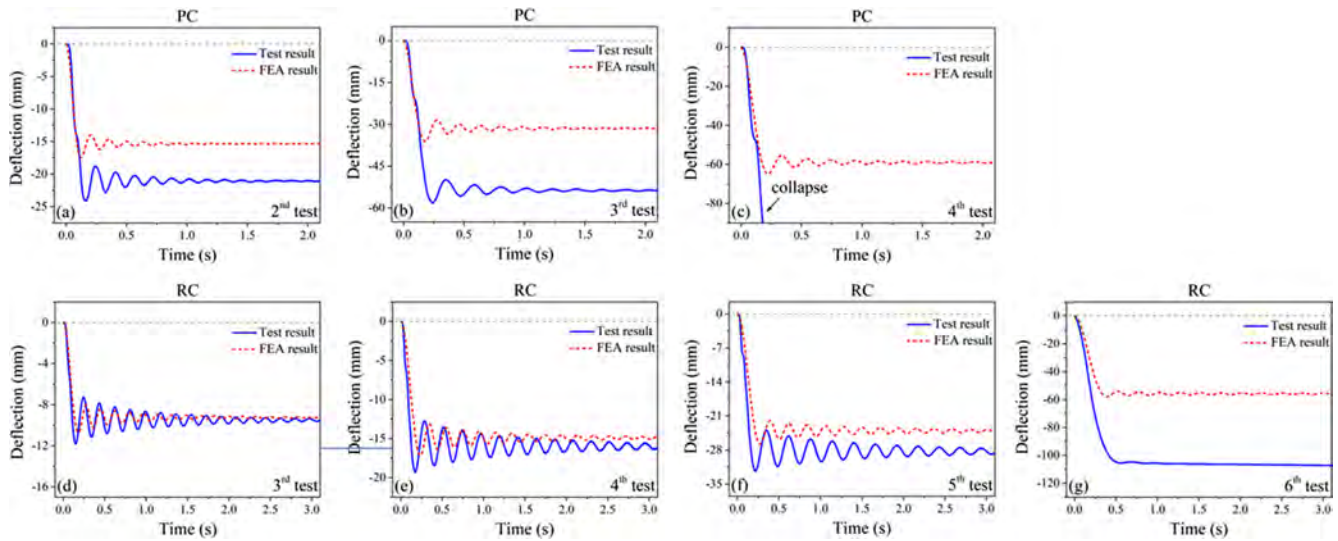 PC
Deflection (mm)
0
-5
-10
-15
-20
-25
Test result
FEA result
(a)
2nd test
0.0 0.5 1.0 1.5 2.0
Time (s)
PC
Deflection (mm)
0
-15
-30
-45
-60
Test result
FEA result
(b)
3rd test
0.0 0.5 1.0 1.5 2.0
Time (s)
PC
Deflection (mm)
0
-20
-40
-60
-80
Test result
FEA result
collapse
(c)
4th test
0.0 0.5 1.0 1.5 2.0
Time (s)
RC
Deflection (mm)
0
-4
-8
-12
-16
Test result
FEA result
(d)
3rd test
0.0 0.5 1.0 1.5 2.0 2.5 3.0
Time (s)
RC
Deflection (mm)
0
-5
-10
-15
-20
Test result
FEA result
(e)
4th test
0.0 0.5 1.0 1.5 2.0 2.5 3.0
Time (s)
RC
Deflection (mm)
0
-7
-14
-21
-28
-35
Test result
FEA result
(f)
5th test
0.0 0.5 1.0 1.5 2.0 2.5 3.0
Time (s)
RC
Deflection (mm)
0
-20
-40
-60
-80
-100
-120
Test result
FEA result
(g)
6th test
0.0 0.5 1.0 1.5 2.0 2.5 3.0
Time (s)